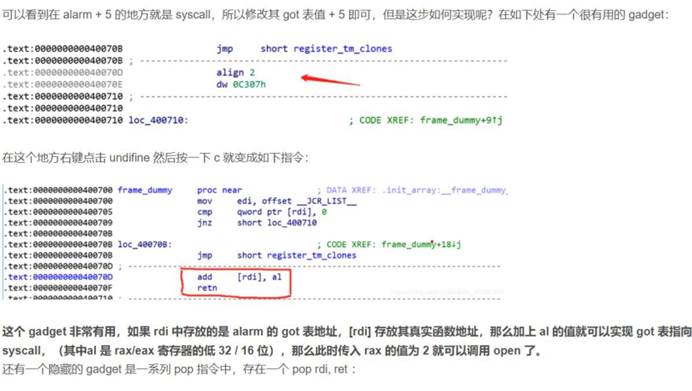 可以看到在 alarm + 5 的地方就是 syscall，所以修改其 got 表值 + 5 即可，但是这步如何实现呢？在如下处有一个很有用的 gadget：
.text:000000000040070B jmp short register_tm_clones
.text:000000000040070B ; ---------------------------------------------------------------
.text:000000000040070D align 2
.text:000000000040070E dw 0C307h
.text:0000000000400710 ; ---------------------------------------------------------------
.text:0000000000400710
.text:0000000000400710 loc_400710: ; CODE XREF: frame_dummy+9↑j
在这个地方右键点击 undifine 然后按一下 c 就变成如下指令：
.text:0000000000400700 frame_dummy proc near ; DATA XREF: .init_array:__frame_dummy_
.text:0000000000400700 mov edi, offset __JCR_LIST__
.text:0000000000400705 cmp qword ptr [rdi], 0
.text:0000000000400709 jnz short loc_400710
.text:000000000040070B
.text:000000000040070B loc_40070B: ; CODE XREF: frame_dummy+18↓j
.text:000000000040070B jmp short register_tm_clones
.text:000000000040070D ; ---------------------------------------------------------------
.text:000000000040070D add [rdi], al
.text:000000000040070F retn
.text:0000000000400710 ; ---------------------------------------------------------------
这个 gadget 非常有用，如果 rdi 中存放的是 alarm 的 got 表地址，[rdi] 存放其真实函数地址，那么加上 al 的值就可以实现 got 表指向
syscall，（其中al 是 rax/eax 寄存器的低 32 / 16 位），那么此时传入 rax 的值为 2 就可以调用 open 了。
还有一个隐藏的 gadget 是一系列 pop 指令中，存在一个 pop rdi, ret ：